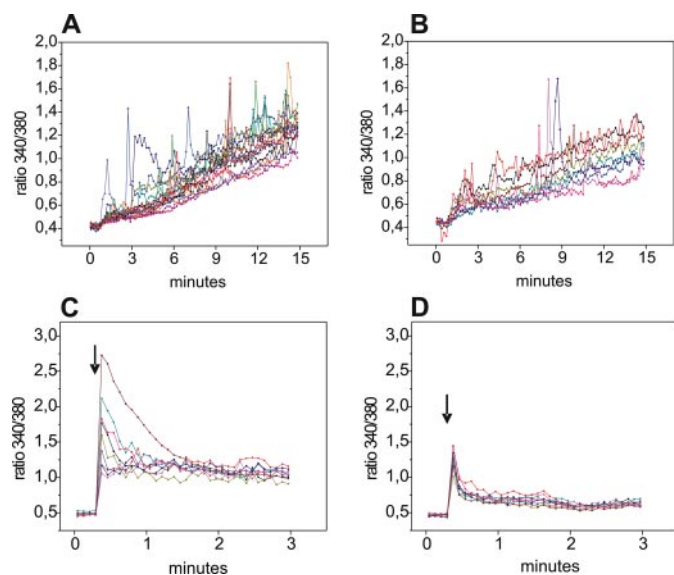 A
ratio 340/380
2,0
1,8
1,6
1,4
1,2
1,0
0,8
0,6
0,4
0 3 6 9 12 15
minutes
B
ratio 340/380
2,0
1,8
1,6
1,4
1,2
1,0
0,8
0,6
0,4
0 3 6 9 12 15
minutes
C
ratio 340/380
3,0
2,5
2,0
1,5
1,0
0,5
0 1 2 3
minutes
D
ratio 340/380
3,0
2,5
2,0
1,5
1,0
0,5
0 1 2 3
minutes